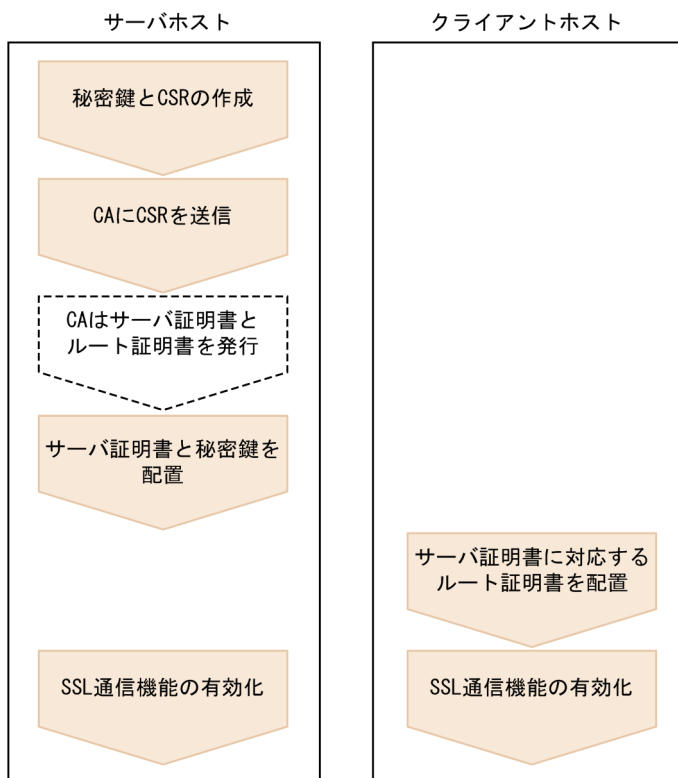 サーバホスト
クライアントホスト
秘密鍵とCSRの作成
CAにCSRを送信
CAはサーバ証明書と
ルート証明書を発行
サーバ証明書と秘密鍵を
配置
サーバ証明書に対応する
ルート証明書を配置
SSL通信機能の有効化
SSL通信機能の有効化